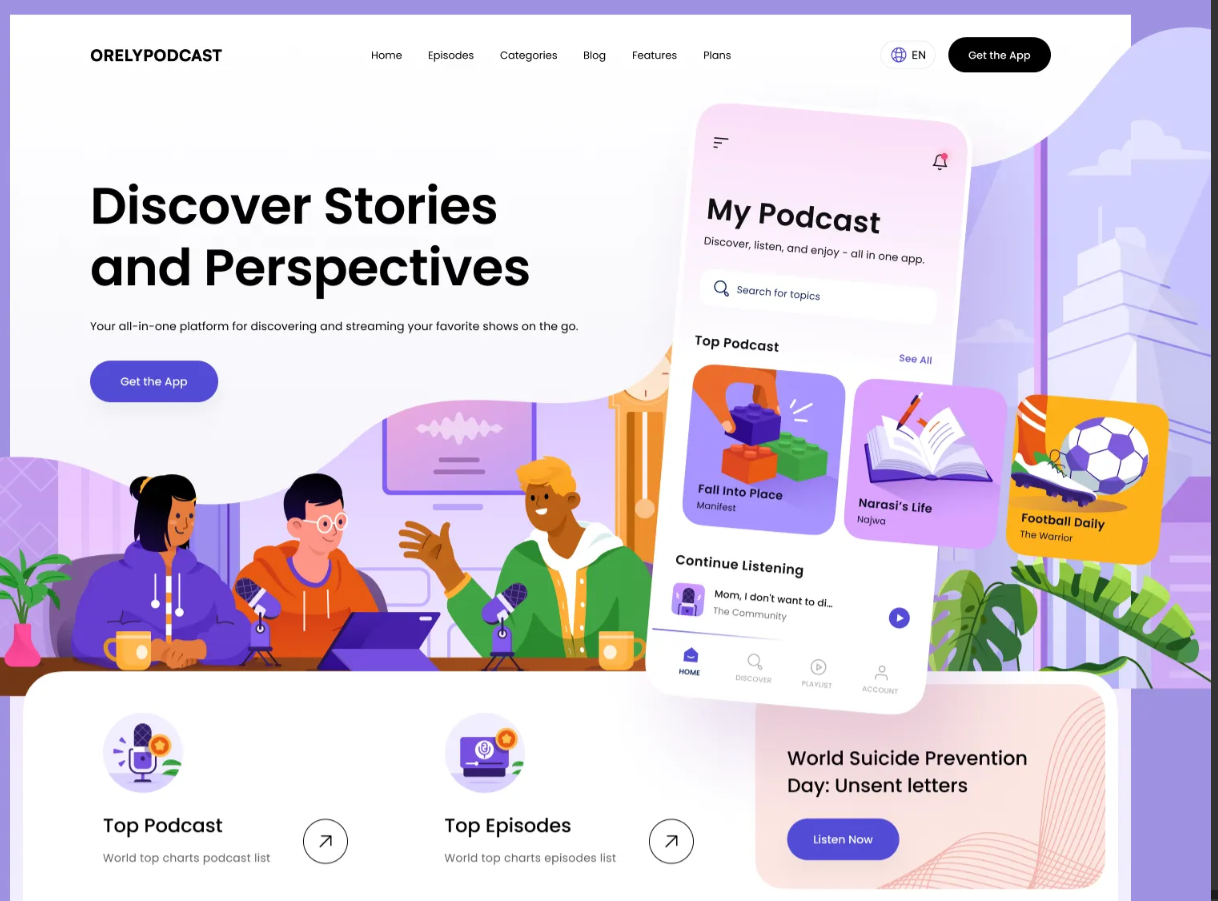 ORELYPODCAST
Home
Episodes
Categories
Blog
Features
Plans
EN
Get the App
Discover Stories
and Perspectives
Your all-in-one platform for discovering and streaming your favorite shows on the go.
Get the App
My Podcast
Discover, listen, and enjoy - all in one app.
Search for topics
Top Podcast
See All
Fall Into Place
Manifest
Narasi's Life
Najwa
Football Daily
The Warrior
Continue Listening
Mom, I don't want to di...
The Community
HOME
DISCOVER
PLAYLIST
ACCOUNT
Top Podcast
World top charts podcast list
Top Episodes
World top charts episodes list
World Suicide Prevention
Day: Unsent letters
Listen Now